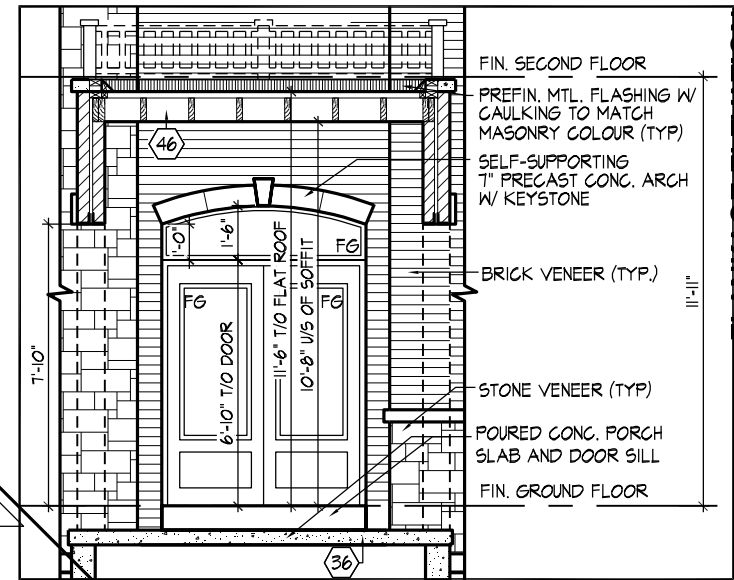 FIN. SECOND FLOOR
PREFIN. MTL. FLASHING W/
CAULKING TO MATCH
MASONRY COLOUR (TYP)
46
SELF-SUPPORTING
7" PRECAST CONC. ARCH
W/ KEYSTONE
1'-0"
1'-6"
FG
BRICK VENEER (TYP.)
FG
FG
11'-6" T/O FLAT ROOF
10'-8" U/S OF SOFFIT
6'-10" T/O DOOR
7'-10"
11'-11"
STONE VENEER (TYP)
POURED CONC. PORCH
SLAB AND DOOR SILL
FIN. GROUND FLOOR
36